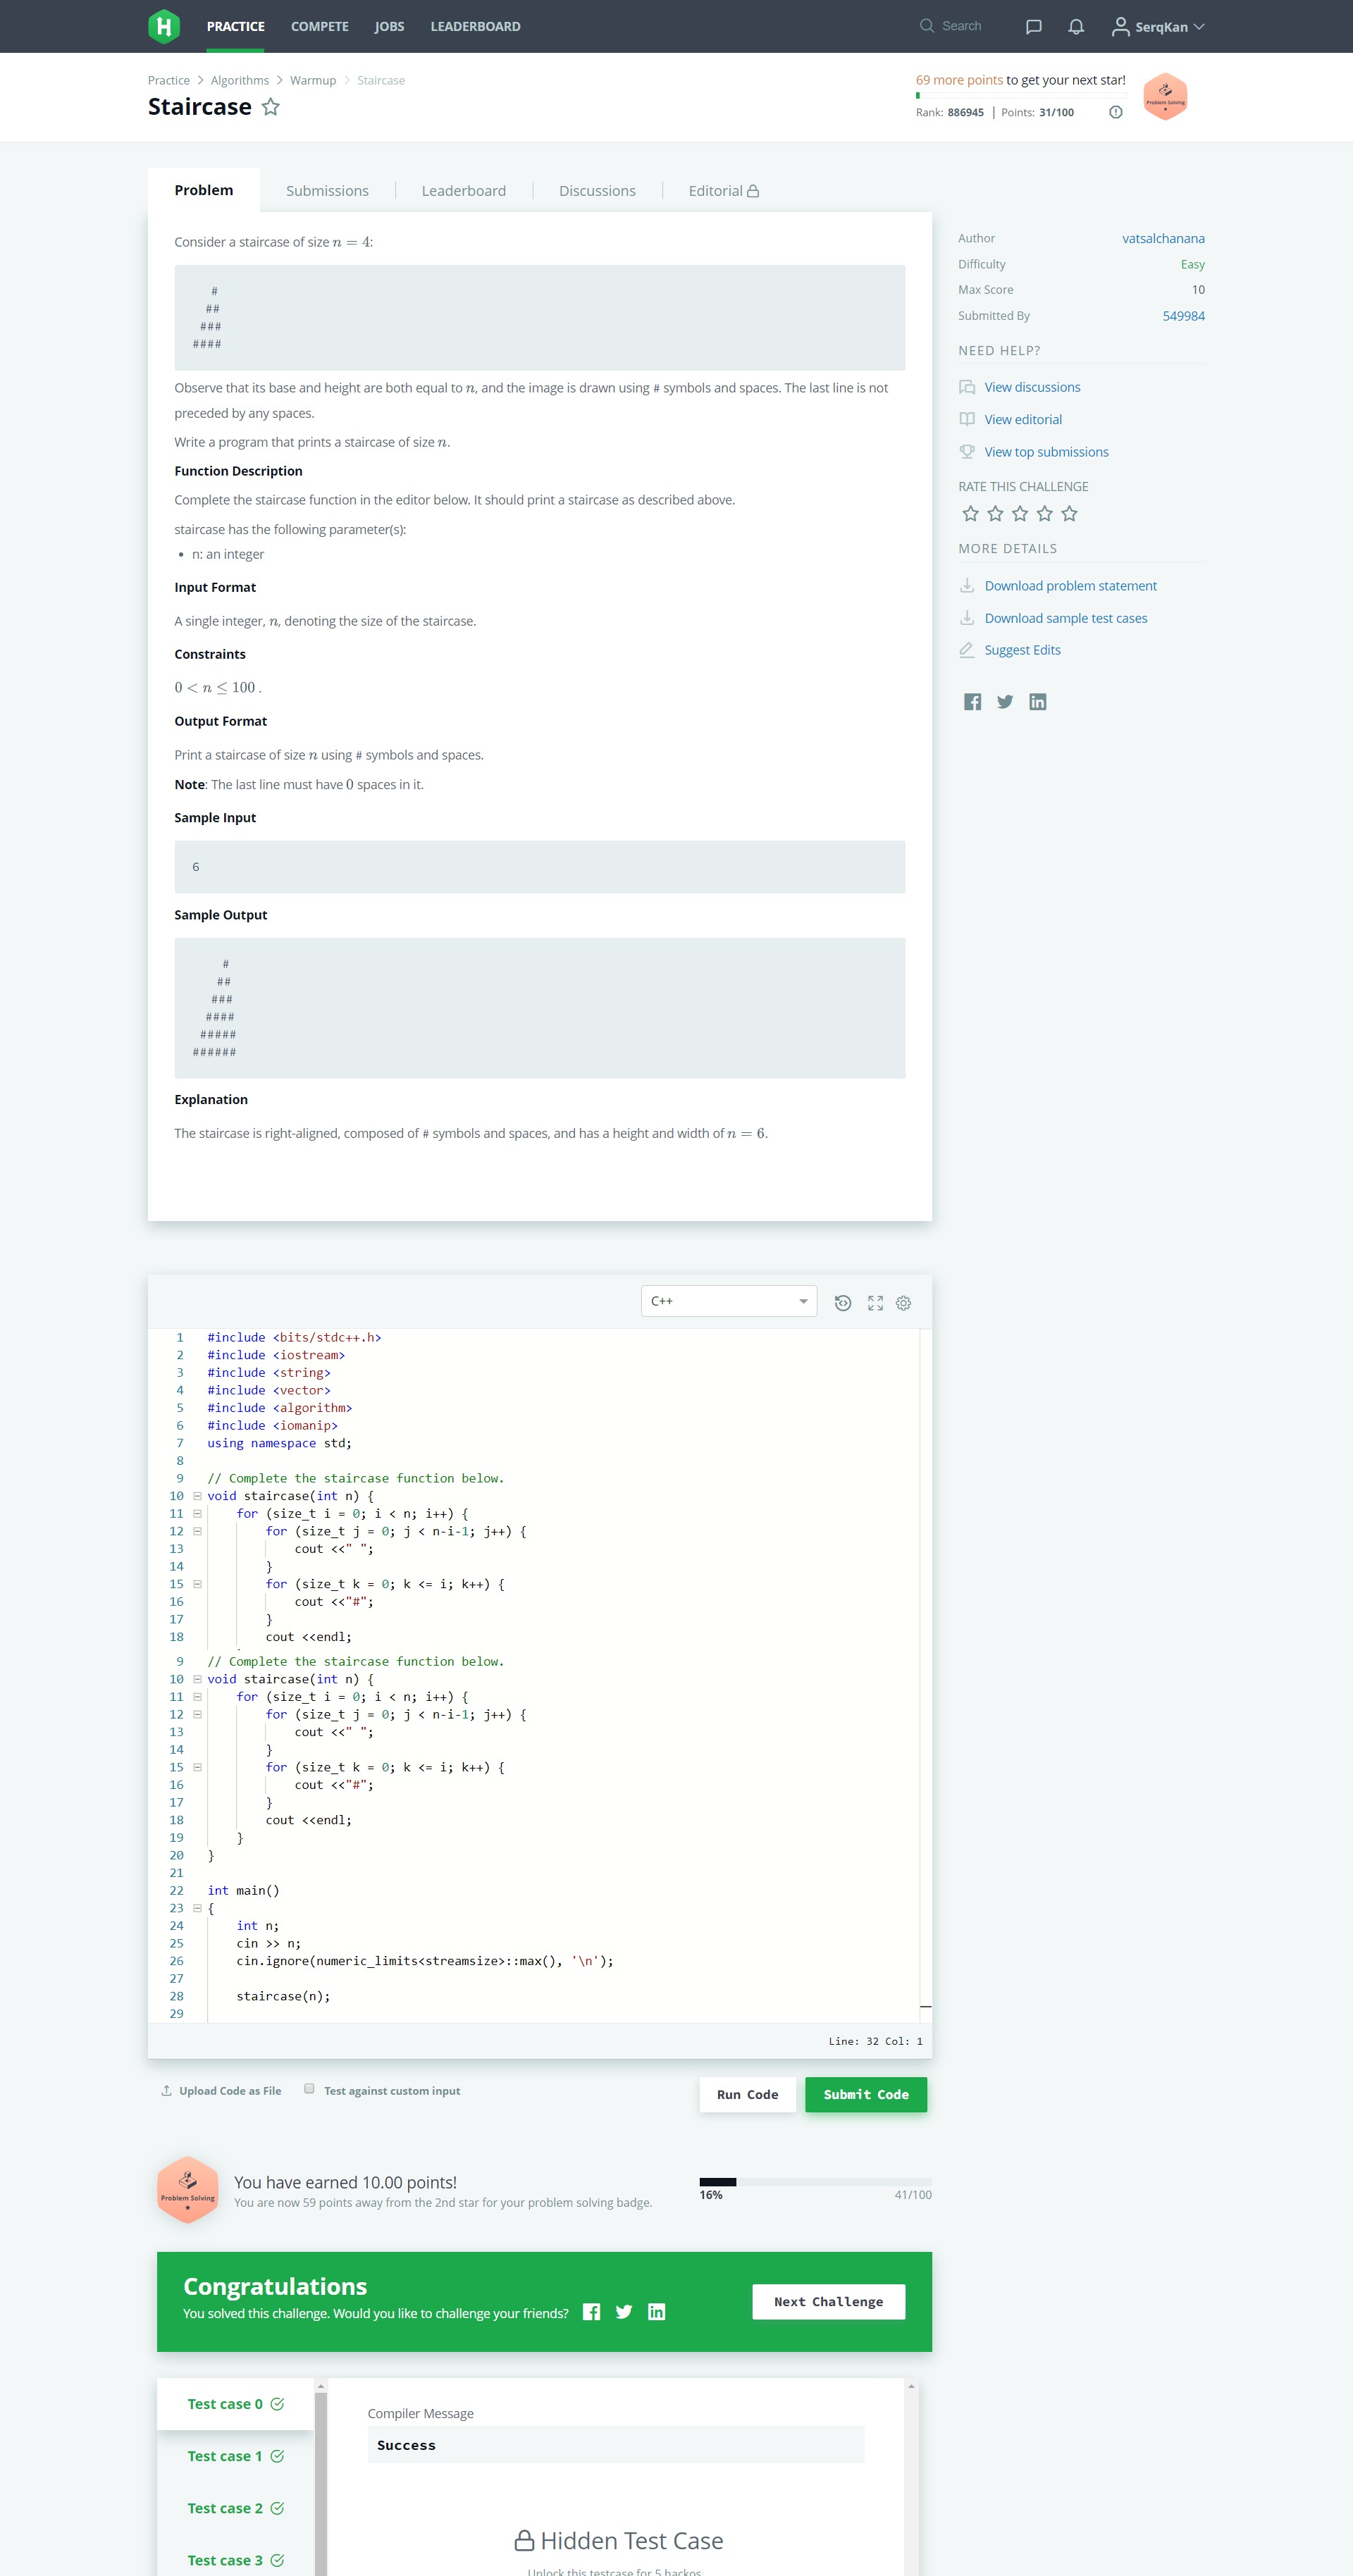 H PRACTICE COMPETE JOBS LEADERBOARD Search SerqKan
Practice > Algorithms > Warmup > Staircase
69 more points to get your next star!
Staircase
Rank: 886945 | Points: 31/100
Problem Solving
Problem Submissions Leaderboard Discussions Editorial
Consider a staircase of size n = 4:
   #
  ##
 ###
####
Observe that its base and height are both equal to n, and the image is drawn using # symbols and spaces. The last line is not
preceded by any spaces.
Write a program that prints a staircase of size n.
Function Description
Complete the staircase function in the editor below. It should print a staircase as described above.
staircase has the following parameter(s):
• n: an integer
Input Format
A single integer, n, denoting the size of the staircase.
Constraints
0 < n ≤ 100 .
Output Format
Print a staircase of size n using # symbols and spaces.
Note: The last line must have 0 spaces in it.
Sample Input
6
Sample Output
     #
    ##
   ###
  ####
 #####
######
Explanation
The staircase is right-aligned, composed of # symbols and spaces, and has a height and width of n = 6.
Author vatsalchanana
Difficulty Easy
Max Score 10
Submitted By 549984
NEED HELP?
View discussions
View editorial
View top submissions
RATE THIS CHALLENGE
MORE DETAILS
Download problem statement
Download sample test cases
Suggest Edits
C++
1 #include <bits/stdc++.h>
2 #include <iostream>
3 #include <string>
4 #include <vector>
5 #include <algorithm>
6 #include <iomanip>
7 using namespace std;
8
9 // Complete the staircase function below.
10 void staircase(int n) {
11     for (size_t i = 0; i < n; i++) {
12         for (size_t j = 0; j < n-i-1; j++) {
13             cout <<" ";
14         }
15         for (size_t k = 0; k <= i; k++) {
16             cout <<"#";
17         }
18         cout <<endl;
9 // Complete the staircase function below.
10 void staircase(int n) {
11     for (size_t i = 0; i < n; i++) {
12         for (size_t j = 0; j < n-i-1; j++) {
13             cout <<" ";
14         }
15         for (size_t k = 0; k <= i; k++) {
16             cout <<"#";
17         }
18         cout <<endl;
19     }
20 }
21
22 int main()
23 {
24     int n;
25     cin >> n;
26     cin.ignore(numeric_limits<streamsize>::max(), '\n');
27
28     staircase(n);
29
Line: 32 Col: 1
Upload Code as File Test against custom input Run Code Submit Code
Problem Solving
You have earned 10.00 points!
You are now 59 points away from the 2nd star for your problem solving badge.
16% 41/100
Congratulations
You solved this challenge. Would you like to challenge your friends?
Next Challenge
Test case 0
Test case 1
Test case 2
Test case 3
Compiler Message
Success
Hidden Test Case
Unlock this testcase for 5 hackos